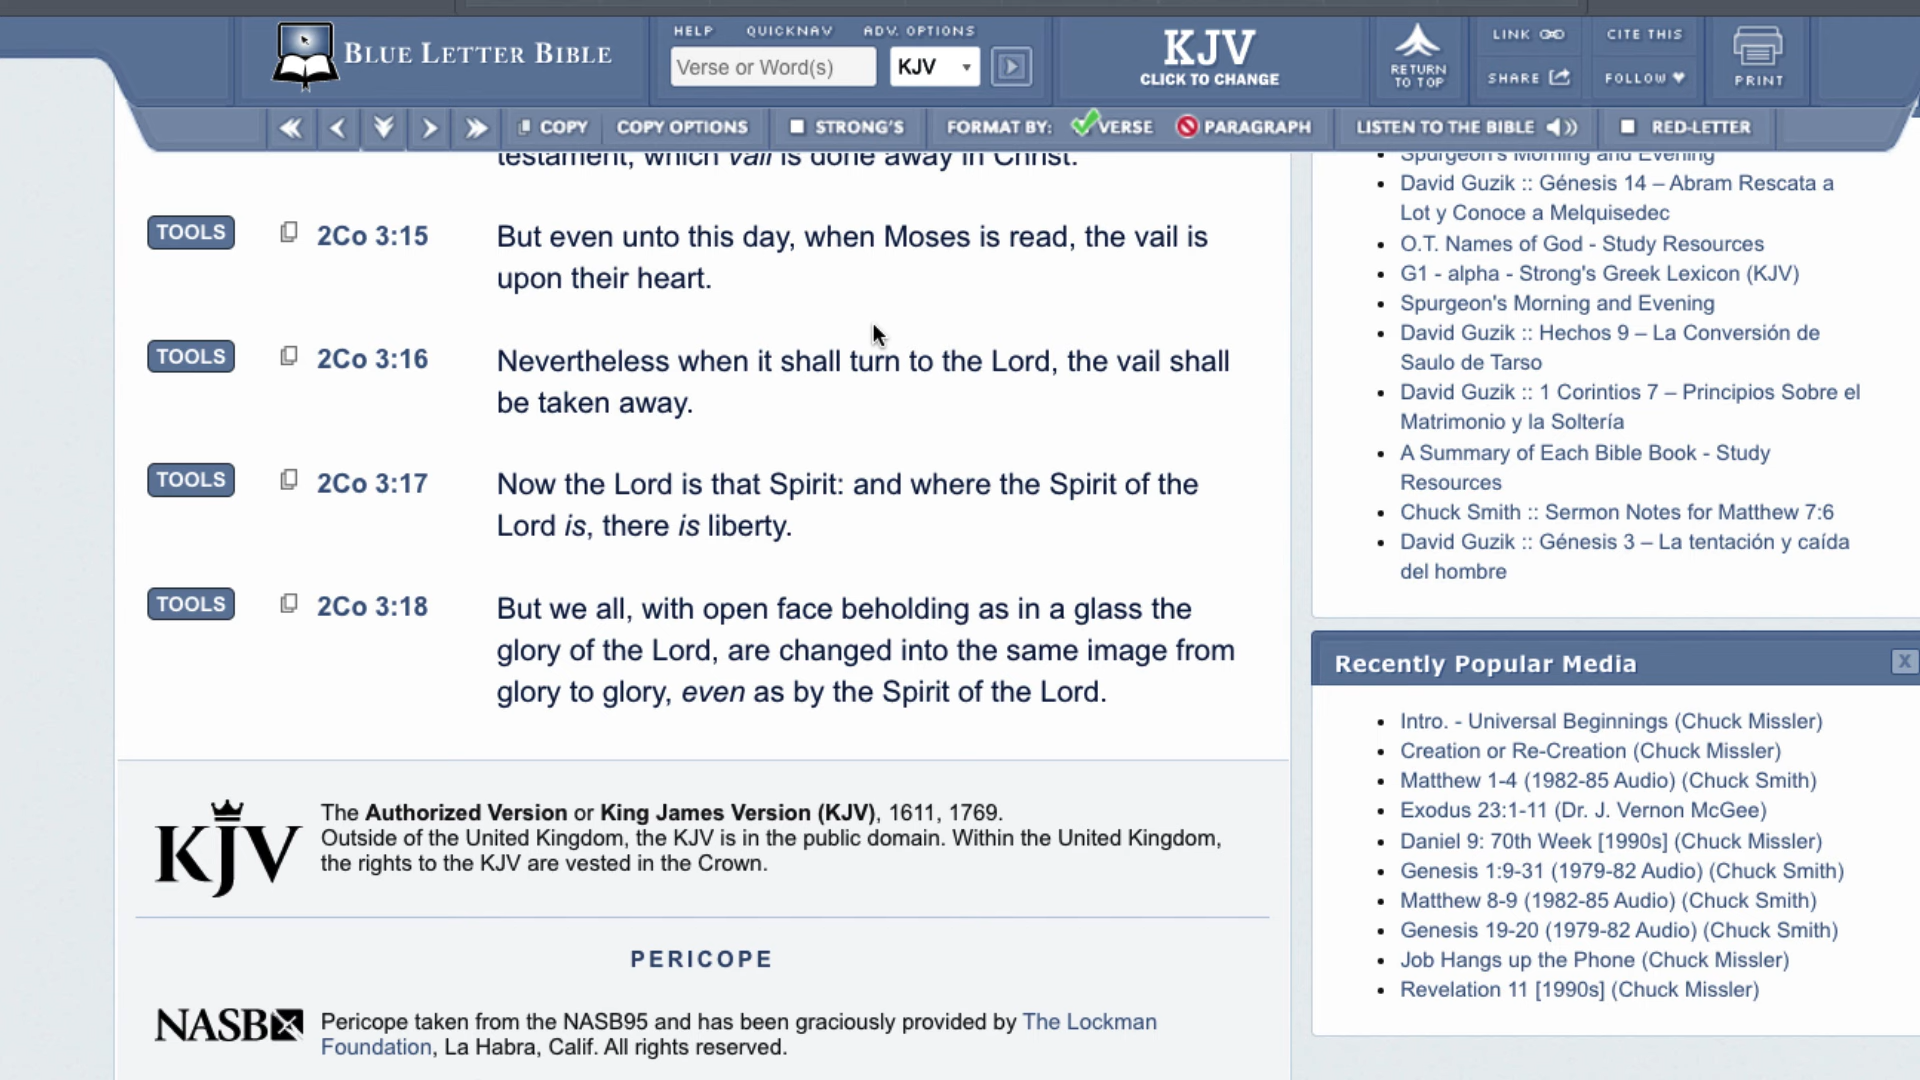 BLUE LETTER BIBLE
HELP QUICKNAV ADV. OPTIONS
Verse or Word(s) KJV
KJV
CLICK TO CHANGE
RETURN
TO TOP
LINK
SHARE
CITE THIS
FOLLOW
PRINT
COPY COPY OPTIONS STRONG'S FORMAT BY: VERSE PARAGRAPH LISTEN TO THE BIBLE RED-LETTER
testament, which vail is done away in Christ.
TOOLS 2Co 3:15 But even unto this day, when Moses is read, the vail is
upon their heart.
TOOLS 2Co 3:16 Nevertheless when it shall turn to the Lord, the vail shall
be taken away.
TOOLS 2Co 3:17 Now the Lord is that Spirit: and where the Spirit of the
Lord is, there is liberty.
TOOLS 2Co 3:18 But we all, with open face beholding as in a glass the
glory of the Lord, are changed into the same image from
glory to glory, even as by the Spirit of the Lord.
KJV
The Authorized Version or King James Version (KJV), 1611, 1769.
Outside of the United Kingdom, the KJV is in the public domain. Within the United Kingdom,
the rights to the KJV are vested in the Crown.
PERICOPE
NASB
Pericope taken from the NASB95 and has been graciously provided by The Lockman
Foundation, La Habra, Calif. All rights reserved.
Spurgeon's Morning and Evening
David Guzik :: Génesis 14 – Abram Rescata a
Lot y Conoce a Melquisedec
O.T. Names of God - Study Resources
G1 - alpha - Strong's Greek Lexicon (KJV)
Spurgeon's Morning and Evening
David Guzik :: Hechos 9 – La Conversión de
Saulo de Tarso
David Guzik :: 1 Corintios 7 – Principios Sobre el
Matrimonio y la Soltería
A Summary of Each Bible Book - Study
Resources
Chuck Smith :: Sermon Notes for Matthew 7:6
David Guzik :: Génesis 3 – La tentación y caída
del hombre
Recently Popular Media X
Intro. - Universal Beginnings (Chuck Missler)
Creation or Re-Creation (Chuck Missler)
Matthew 1-4 (1982-85 Audio) (Chuck Smith)
Exodus 23:1-11 (Dr. J. Vernon McGee)
Daniel 9: 70th Week [1990s] (Chuck Missler)
Genesis 1:9-31 (1979-82 Audio) (Chuck Smith)
Matthew 8-9 (1982-85 Audio) (Chuck Smith)
Genesis 19-20 (1979-82 Audio) (Chuck Smith)
Job Hangs up the Phone (Chuck Missler)
Revelation 11 [1990s] (Chuck Missler)